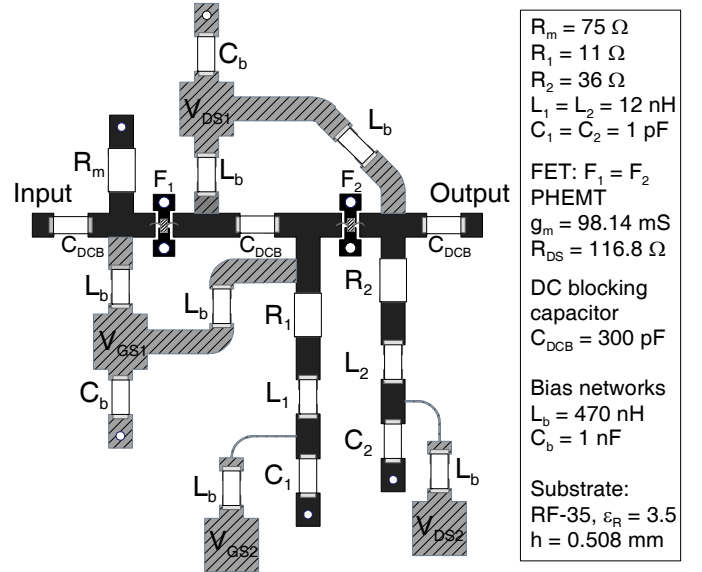 C_b
V_DS1
L_b
R_m
L_b
F_1
F_2
Input
Output
C_DCB
C_DCB
C_DCB
L_b
L_b
R_1
R_2
V_GS1
C_b
L_1
L_2
C_1
C_2
L_b
L_b
V_GS2
V_DS2
R_m = 75 Ω
R_1 = 11 Ω
R_2 = 36 Ω
L_1 = L_2 = 12 nH
C_1 = C_2 = 1 pF
FET: F_1 = F_2
PHEMT
g_m = 98.14 mS
R_DS = 116.8 Ω
DC blocking
capacitor
C_DCB = 300 pF
Bias networks
L_b = 470 nH
C_b = 1 nF
Substrate:
RF-35, ε_R = 3.5
h = 0.508 mm